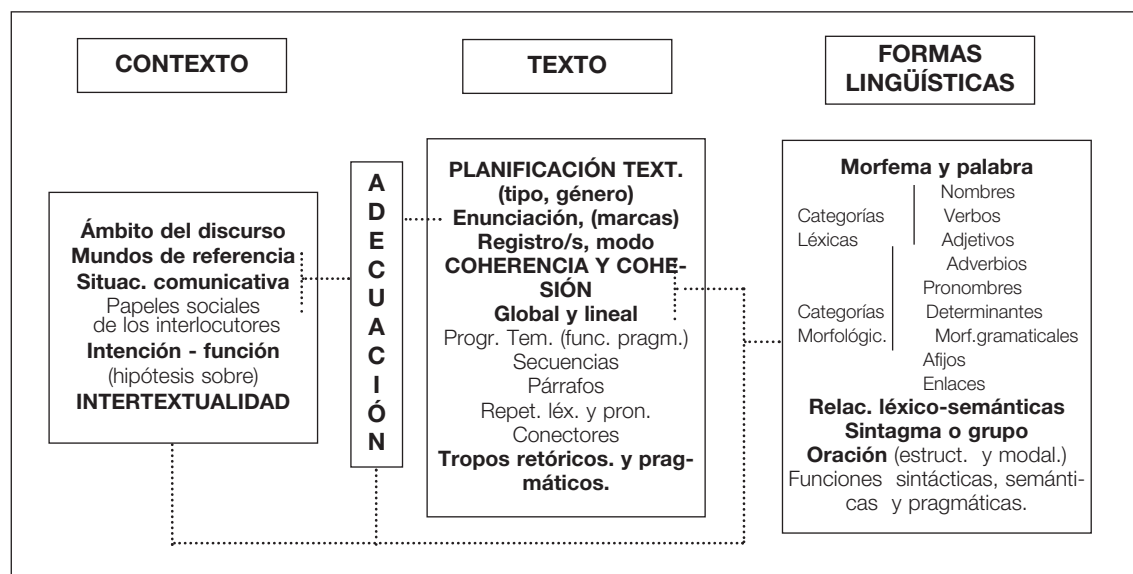 CONTEXTO
TEXTO
FORMAS
LINGÜÍSTICAS
Ámbito del discurso
Mundos de referencia
Situac. comunicativa
Papeles sociales
de los interlocutores
Intención - función
(hipótesis sobre)
INTERTEXTUALIDAD
A
D
E
C
U
A
C
I
Ó
N
PLANIFICACIÓN TEXT.
(tipo, género)
Enunciación, (marcas)
Registro/s, modo
COHERENCIA Y COHE-
SIÓN
Global y lineal
Progr. Tem. (func. pragm.)
Secuencias
Párrafos
Repet. léx. y pron.
Conectores
Tropos retóricos. y prag-
máticos.
Morfema y palabra
Categorías
Léxicas
Nombres
Verbos
Adjetivos
Adverbios
Categorías
Morfológic.
Pronombres
Determinantes
Morf.gramaticales
Afijos
Enlaces
Relac. léxico-semánticas
Sintagma o grupo
Oración (estruct. y modal.)
Funciones sintácticas, semánti-
cas y pragmáticas.